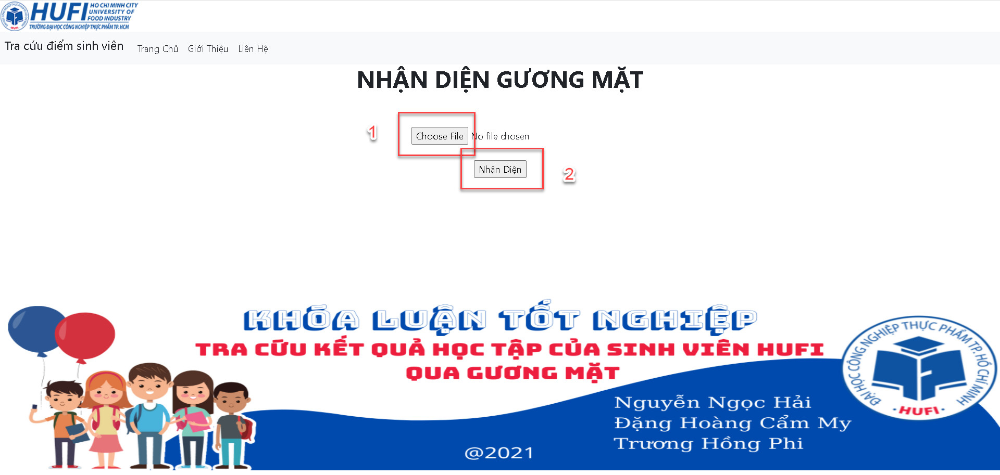 HUFI
HO CHI MINH CITY
UNIVERSITY OF
FOOD INDUSTRY
TRƯỜNG ĐẠI HỌC CÔNG NGHIỆP THỰC PHẨM TP. HCM
HUFI
Tra cứu điểm sinh viên
Trang Chủ
Giới Thiệu
Liên Hệ
NHẬN DIỆN GƯƠNG MẶT
1
Choose File
No file chosen
Nhận Diện
2
KHÓA LUẬN TỐT NGHIỆP
TRA CỨU KẾT QUẢ HỌC TẬP CỦA SINH VIÊN HUFI
QUA GƯƠNG MẶT
ĐẠI HỌC CÔNG NGHIỆP THỰC PHẨM TP. HỒ CHÍ MINH
HUFI
Nguyễn Ngọc Hải
Đặng Hoàng Cẩm My
Trương Hồng Phi
@2021